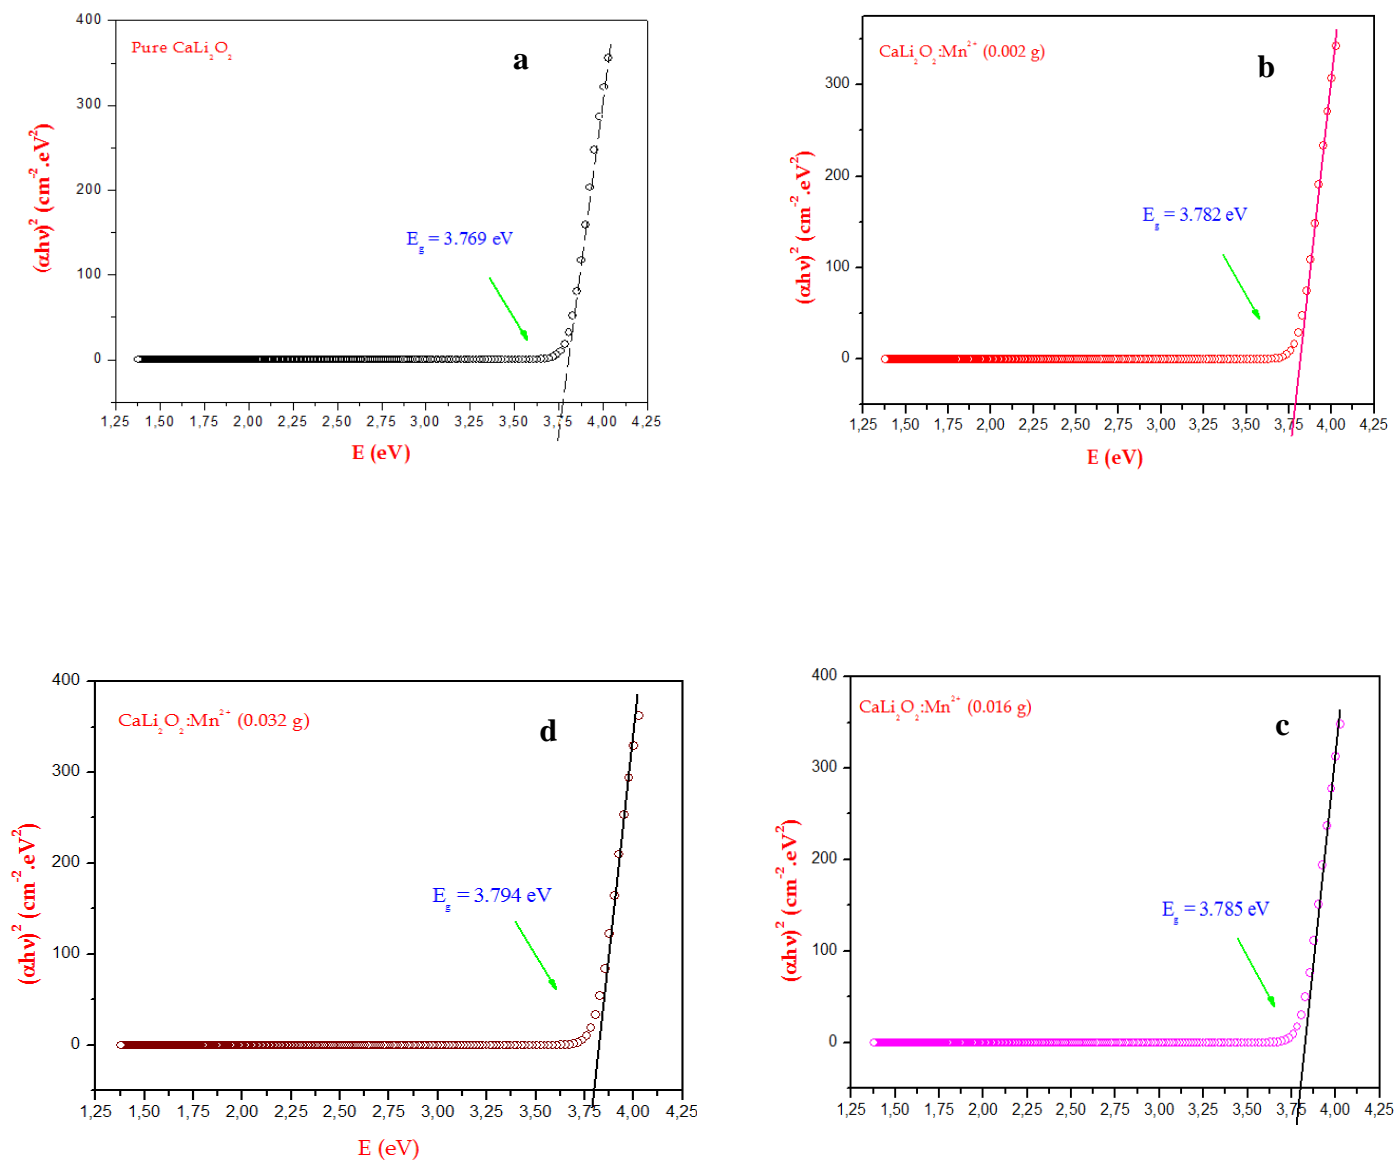 Pure CaLi₂O₂
a
(αhν)² (cm⁻².eV²)
400
300
200
100
0
E_g = 3.769 eV
1,25 1,50 1,75 2,00 2,25 2,50 2,75 3,00 3,25 3,50 3,75 4,00 4,25
E (eV)
CaLi₂O₂:Mn²⁺ (0.002 g)
b
(αhν)² (cm⁻².eV²)
300
200
100
0
E_g = 3.782 eV
1,25 1,50 1,75 2,00 2,25 2,50 2,75 3,00 3,25 3,50 3,75 4,00 4,25
E (eV)
CaLi₂O₂:Mn²⁺ (0.032 g)
d
(αhν)² (cm⁻².eV²)
400
300
200
100
0
E_g = 3.794 eV
1,25 1,50 1,75 2,00 2,25 2,50 2,75 3,00 3,25 3,50 3,75 4,00 4,25
E (eV)
CaLi₂O₂:Mn²⁺ (0.016 g)
c
(αhν)² (cm⁻².eV²)
400
300
200
100
0
E_g = 3.785 eV
1,25 1,50 1,75 2,00 2,25 2,50 2,75 3,00 3,25 3,50 3,75 4,00 4,25